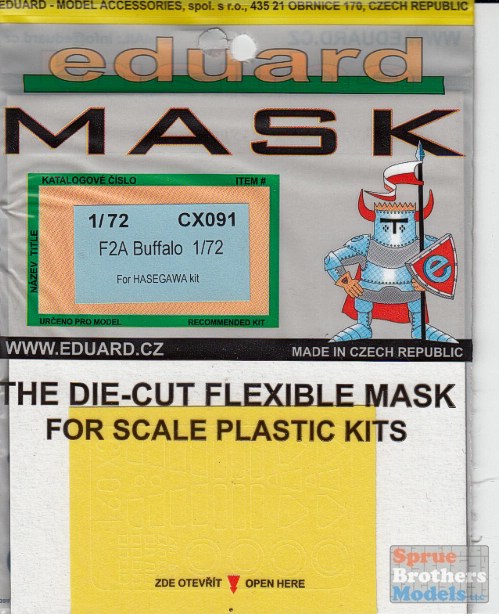 EDUARD - MODEL ACCESSORIES, spol. s r.o., 435 21 OBRNICE 170, CZECH REPUBLIC
eduard
MASK
KATALOGOVÉ ČÍSLO ITEM #
1/72 CX091
F2A Buffalo 1/72
For HASEGAWA kit
NÁZEV, TITLE
URČENO PRO MODEL RECOMMENDED KIT
e
WWW.EDUARD.CZ MADE IN CZECH REPUBLIC
THE DIE-CUT FLEXIBLE MASK
FOR SCALE PLASTIC KITS
ZDE OTEVŘÍT OPEN HERE
Sprue
Brothers
Models LLC